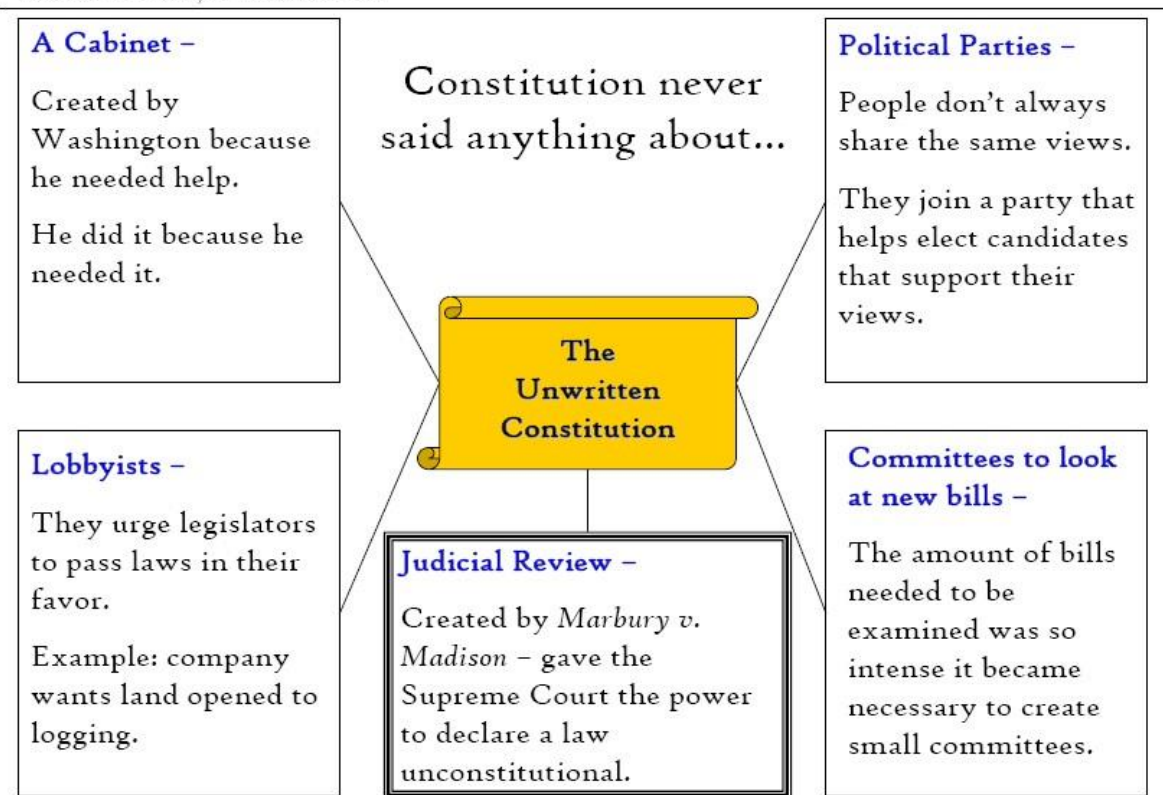 A Cabinet –
Created by
Washington because
he needed help.
He did it because he
needed it.
Constitution never
said anything about...
Political Parties –
People don't always
share the same views.
They join a party that
helps elect candidates
that support their
views.
The
Unwritten
Constitution
Lobbyists –
They urge legislators
to pass laws in their
favor.
Example: company
wants land opened to
logging.
Judicial Review –
Created by Marbury v.
Madison – gave the
Supreme Court the power
to declare a law
unconstitutional.
Committees to look
at new bills –
The amount of bills
needed to be
examined was so
intense it became
necessary to create
small committees.